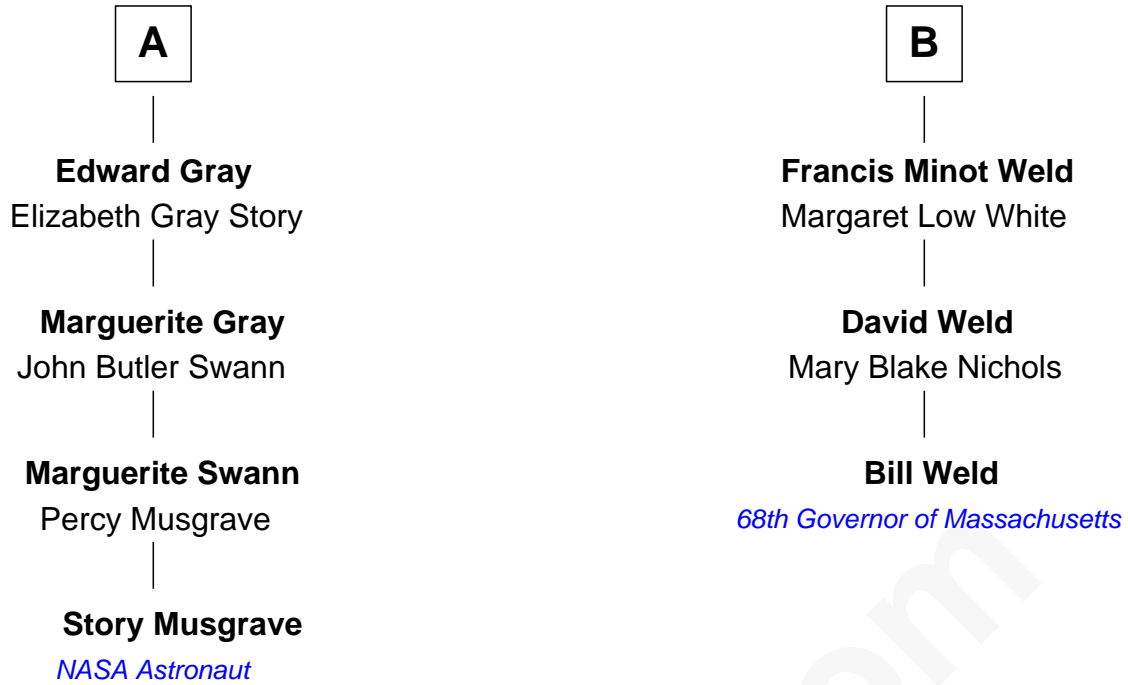 A
Edward Gray
Elizabeth Gray Story
Marguerite Gray
John Butler Swann
Marguerite Swann
Percy Musgrave
Story Musgrave
NASA Astronaut
B
Francis Minot Weld
Margaret Low White
David Weld
Mary Blake Nichols
Bill Weld
68th Governor of Massachusetts
om